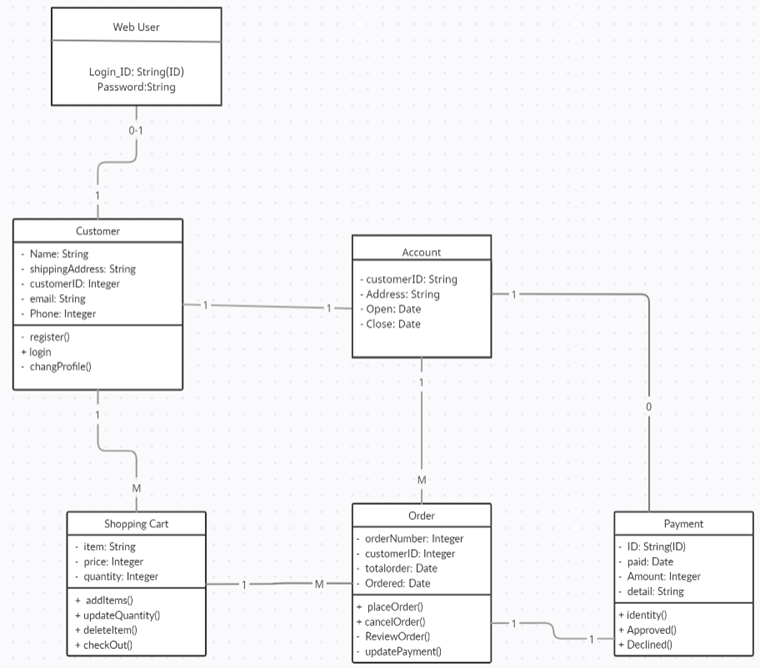 Web User
Login_ID: String(ID)
Password:String
0-1
1
Customer
- Name: String
- shippingAddress: String
- customerID: Integer
- email: String
- Phone: Integer
- register()
+ login
- changProfile()
1
1
Account
- customerID: String
- Address: String
- Open: Date
- Close: Date
1
0
1
M
1
M
Shopping Cart
- item: String
- price: Integer
- quantity: Integer
+ addItems()
+ updateQuantity()
+ deleteItem()
+ checkOut()
1
M
Order
- orderNumber: Integer
- customerID: Integer
- totalorder: Date
- Ordered: Date
+ placeOrder()
+ cancelOrder()
- ReviewOrder()
- updatePayment()
1
1
Payment
- ID: String(ID)
- paid: Date
- Amount: Integer
- detail: String
+ identity()
+ Approved()
+ Declined()